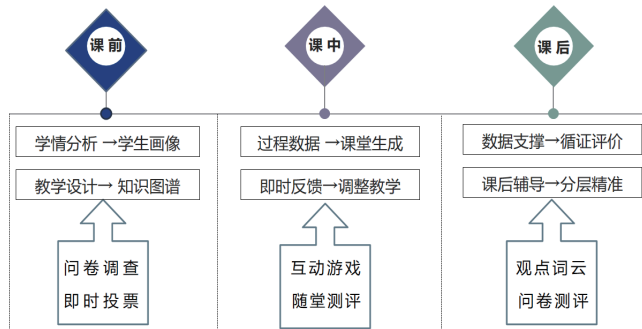 课前
课中
课后
学情分析→学生画像
教学设计→知识图谱
问卷调查
即时投票
过程数据→课堂生成
即时反馈→调整教学
互动游戏
随堂测评
数据支撑→循证评价
课后辅导→分层精准
观点词云
问卷测评